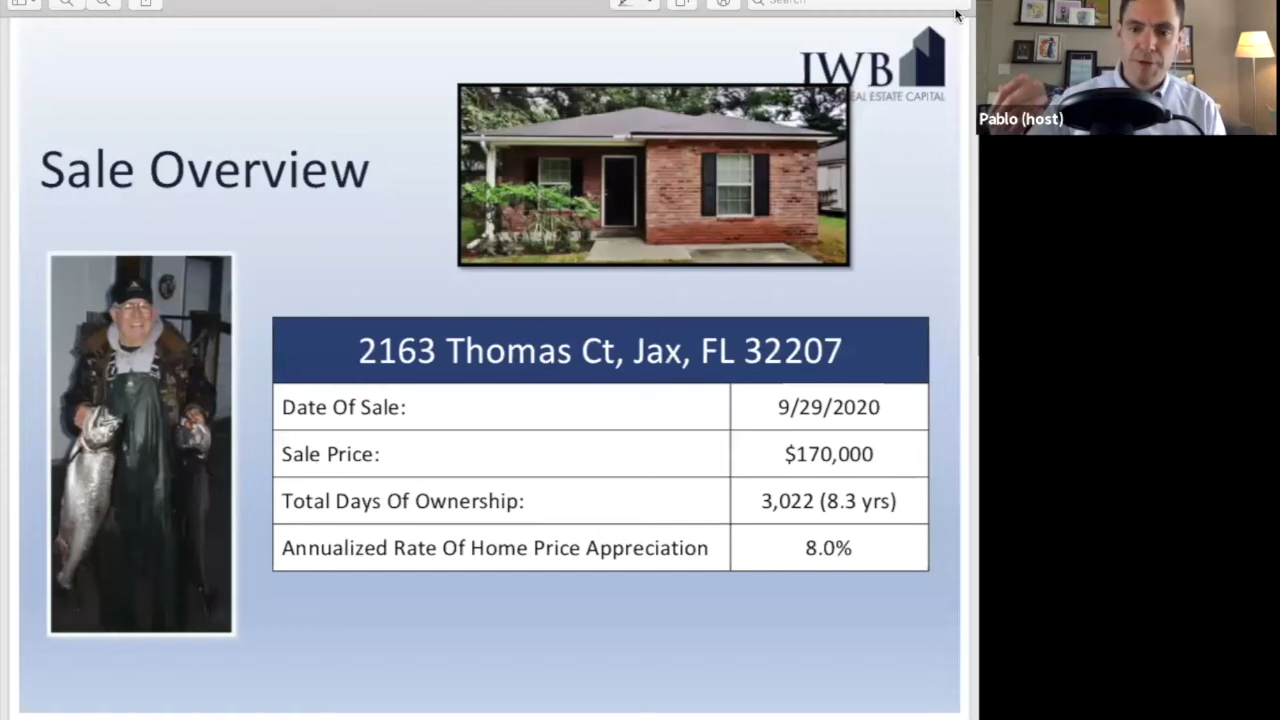 Search
JWB
REAL ESTATE CAPITAL
Pablo (host)
Sale Overview
2163 Thomas Ct, Jax, FL 32207
Date Of Sale: 9/29/2020
Sale Price: $170,000
Total Days Of Ownership: 3,022 (8.3 yrs)
Annualized Rate Of Home Price Appreciation 8.0%